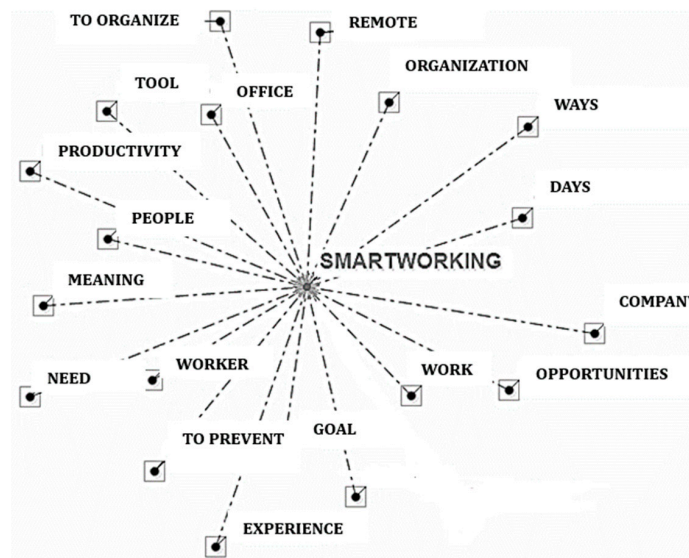 TO ORGANIZE
REMOTE
ORGANIZATION
TOOL
OFFICE
WAYS
PRODUCTIVITY
DAYS
PEOPLE
SMARTWORKING
MEANING
COMPANY
WORKER
WORK
OPPORTUNITIES
NEED
GOAL
TO PREVENT
EXPERIENCE